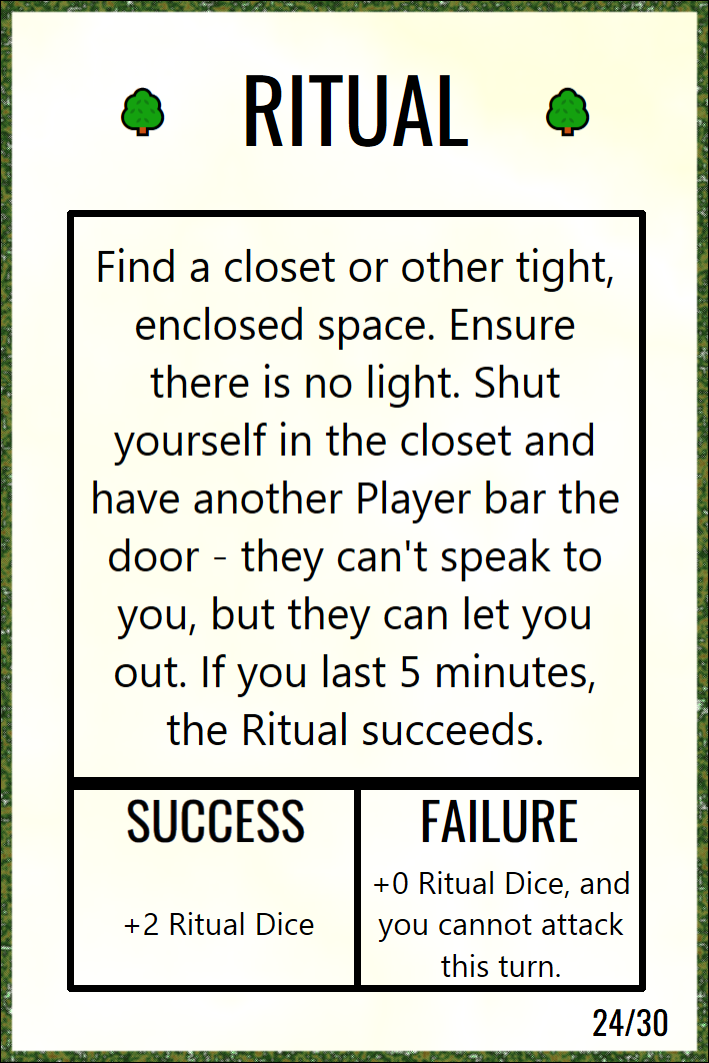 RITUAL
Find a closet or other tight,
enclosed space. Ensure
there is no light. Shut
yourself in the closet and
have another Player bar the
door - they can't speak to
you, but they can let you
out. If you last 5 minutes,
the Ritual succeeds.
SUCCESS
+2 Ritual Dice
FAILURE
+0 Ritual Dice, and
you cannot attack
this turn.
24/30